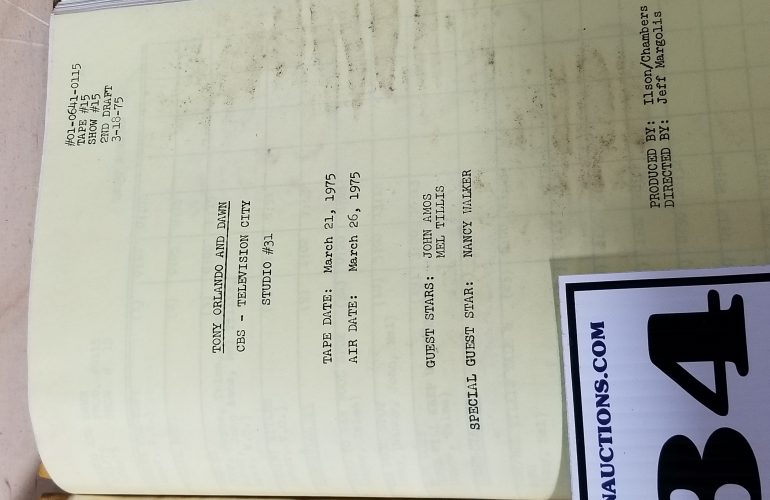 #01-0641-0115
TAPE #15
SHOW #15
2ND DRAFT
3-18-75
TONY ORLANDO AND DAWN
CBS - TELEVISION CITY
STUDIO #31
TAPE DATE: March 21, 1975
AIR DATE: March 26, 1975
GUEST STARS: JOHN AMOS
MEL TILLIS
SPECIAL GUEST STAR: NANCY WALKER
PRODUCED BY: Ilson/Chambers
DIRECTED BY: Jeff Margolis
NAUCTIONS.COM
34